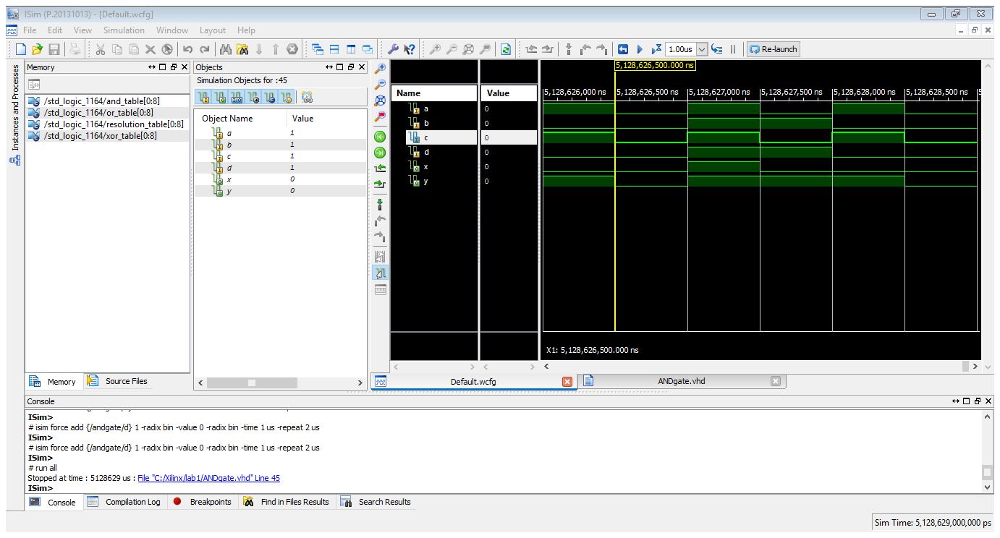 ISim (P.20131013) - [Default.wcfg]
File Edit View Simulation Window Layout Help
1.00us Re-launch
Instances and Processes
Memory
/std_logic_1164/and_table[0:8]
/std_logic_1164/or_table[0:8]
/std_logic_1164/resolution_table[0:8]
/std_logic_1164/xor_table[0:8]
Memory Source Files
Objects
Simulation Objects for :45
Object Name Value
a 1
b 1
c 1
d 1
x 0
y 0
5,128,626,500.000 ns
Name Value
5,128,626,000 ns 5,128,626,500 ns 5,128,627,000 ns 5,128,627,500 ns 5,128,628,000 ns 5,128,628,500 ns
a 0
b 0
c 0
d 0
x 0
y 0
X1: 5,128,626,500.000 ns
Default.wcfg ANDgate.vhd
Console
ISim>
# isim force add {/andgate/d} 1 -radix bin -value 0 -radix bin -time 1 us -repeat 2 us
ISim>
# isim force add {/andgate/d} 1 -radix bin -value 0 -radix bin -time 1 us -repeat 2 us
ISim>
# run all
Stopped at time : 5128629 us : File "C:/Xilinx/lab1/ANDgate.vhd" Line 45
ISim>
Console Compilation Log Breakpoints Find in Files Results Search Results
Sim Time: 5,128,629,000,000 ps